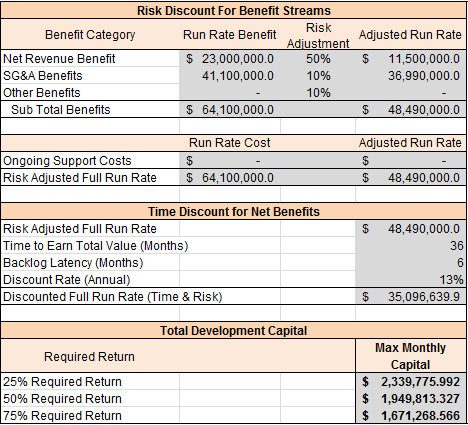 Risk Discount For Benefit Streams
Benefit Category Run Rate Benefit Risk Adjustment Adjusted Run Rate
Net Revenue Benefit $ 23,000,000.0 50% $ 11,500,000.0
SG&A Benefits 41,100,000.0 10% 36,990,000.0
Other Benefits - 10% -
Sub Total Benefits $ 64,100,000.0 $ 48,490,000.0
Run Rate Cost Adjusted Run Rate
Ongoing Support Costs $ - $ -
Risk Adjusted Full Run Rate $ 64,100,000.0 $ 48,490,000.0
Time Discount for Net Benefits
Risk Adjusted Full Run Rate $ 48,490,000.0
Time to Earn Total Value (Months) 36
Backlog Latency (Months) 6
Discount Rate (Annual) 13%
Discounted Full Run Rate (Time & Risk) $ 35,096,639.9
Total Development Capital
Required Return Max Monthly Capital
25% Required Return $ 2,339,775.992
50% Required Return $ 1,949,813.327
75% Required Return $ 1,671,268.566